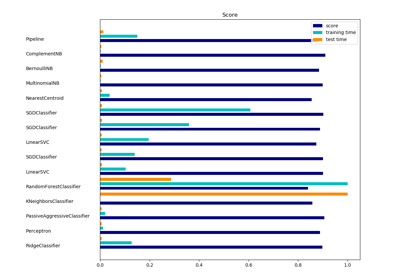 Score
score
training time
test time
Pipeline
ComplementNB
BernoulliNB
MultinomialNB
NearestCentroid
SGDClassifier
SGDClassifier
LinearSVC
SGDClassifier
LinearSVC
RandomForestClassifier
KNeighborsClassifier
PassiveAggressiveClassifier
Perceptron
RidgeClassifier
0.0 0.2 0.4 0.6 0.8 1.0